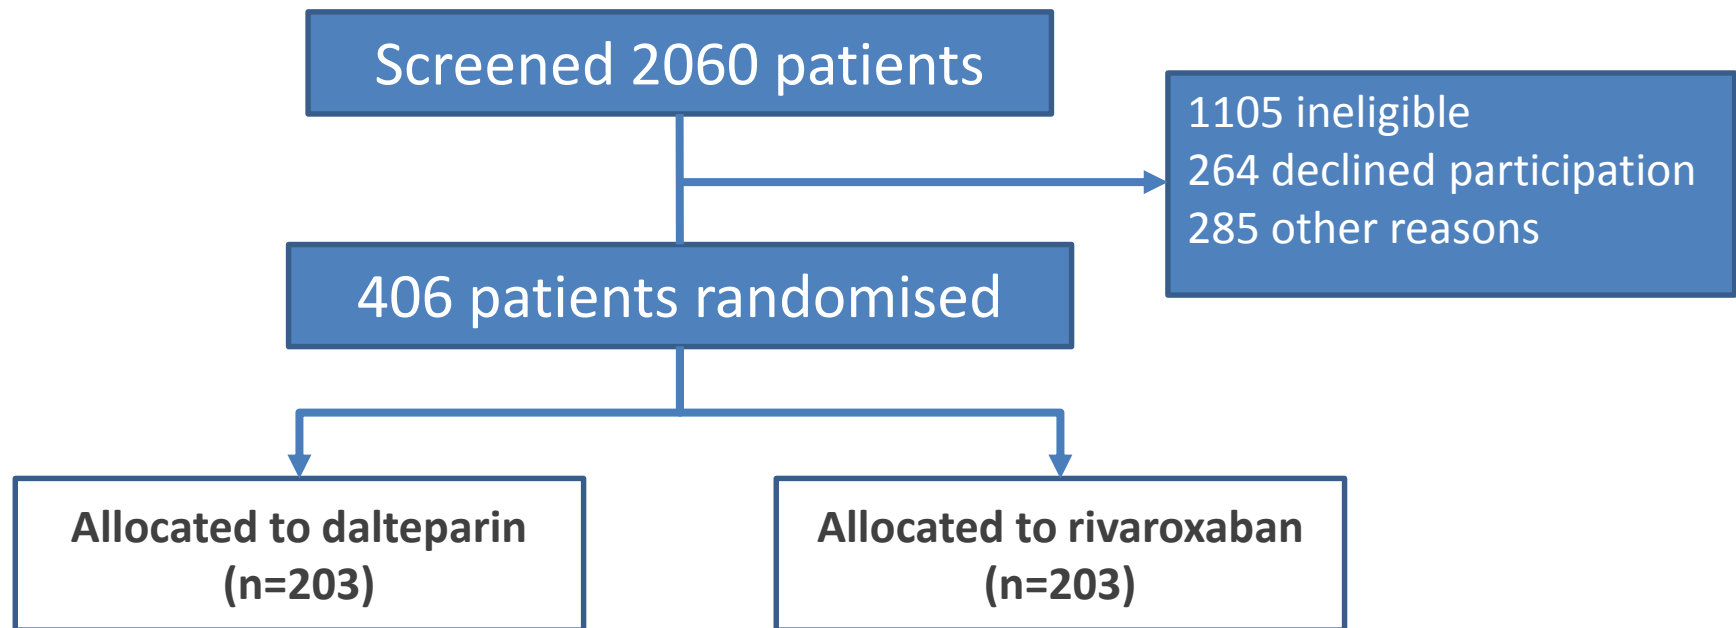 Screened 2060 patients
1105 ineligible
264 declined participation
285 other reasons
406 patients randomised
Allocated to dalteparin
(n=203)
Allocated to rivaroxaban
(n=203)